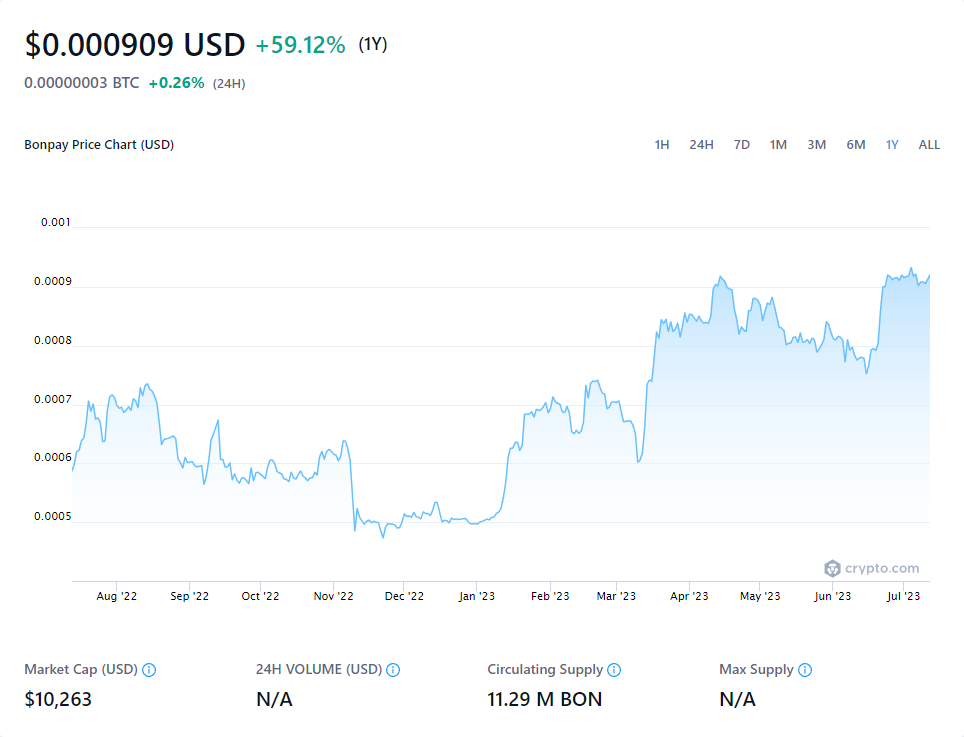 $0.000909 USD +59.12% (1Y)
0.00000003 BTC +0.26% (24H)
Bonpay Price Chart (USD) 1H 24H 7D 1M 3M 6M 1Y ALL
0.001
0.0009
0.0008
0.0007
0.0006
0.0005
crypto.com
Aug '22 Sep '22 Oct '22 Nov '22 Dec '22 Jan '23 Feb '23 Mar '23 Apr '23 May '23 Jun '23 Jul '23
Market Cap (USD) 24H VOLUME (USD) Circulating Supply Max Supply
$10,263 N/A 11.29 M BON N/A